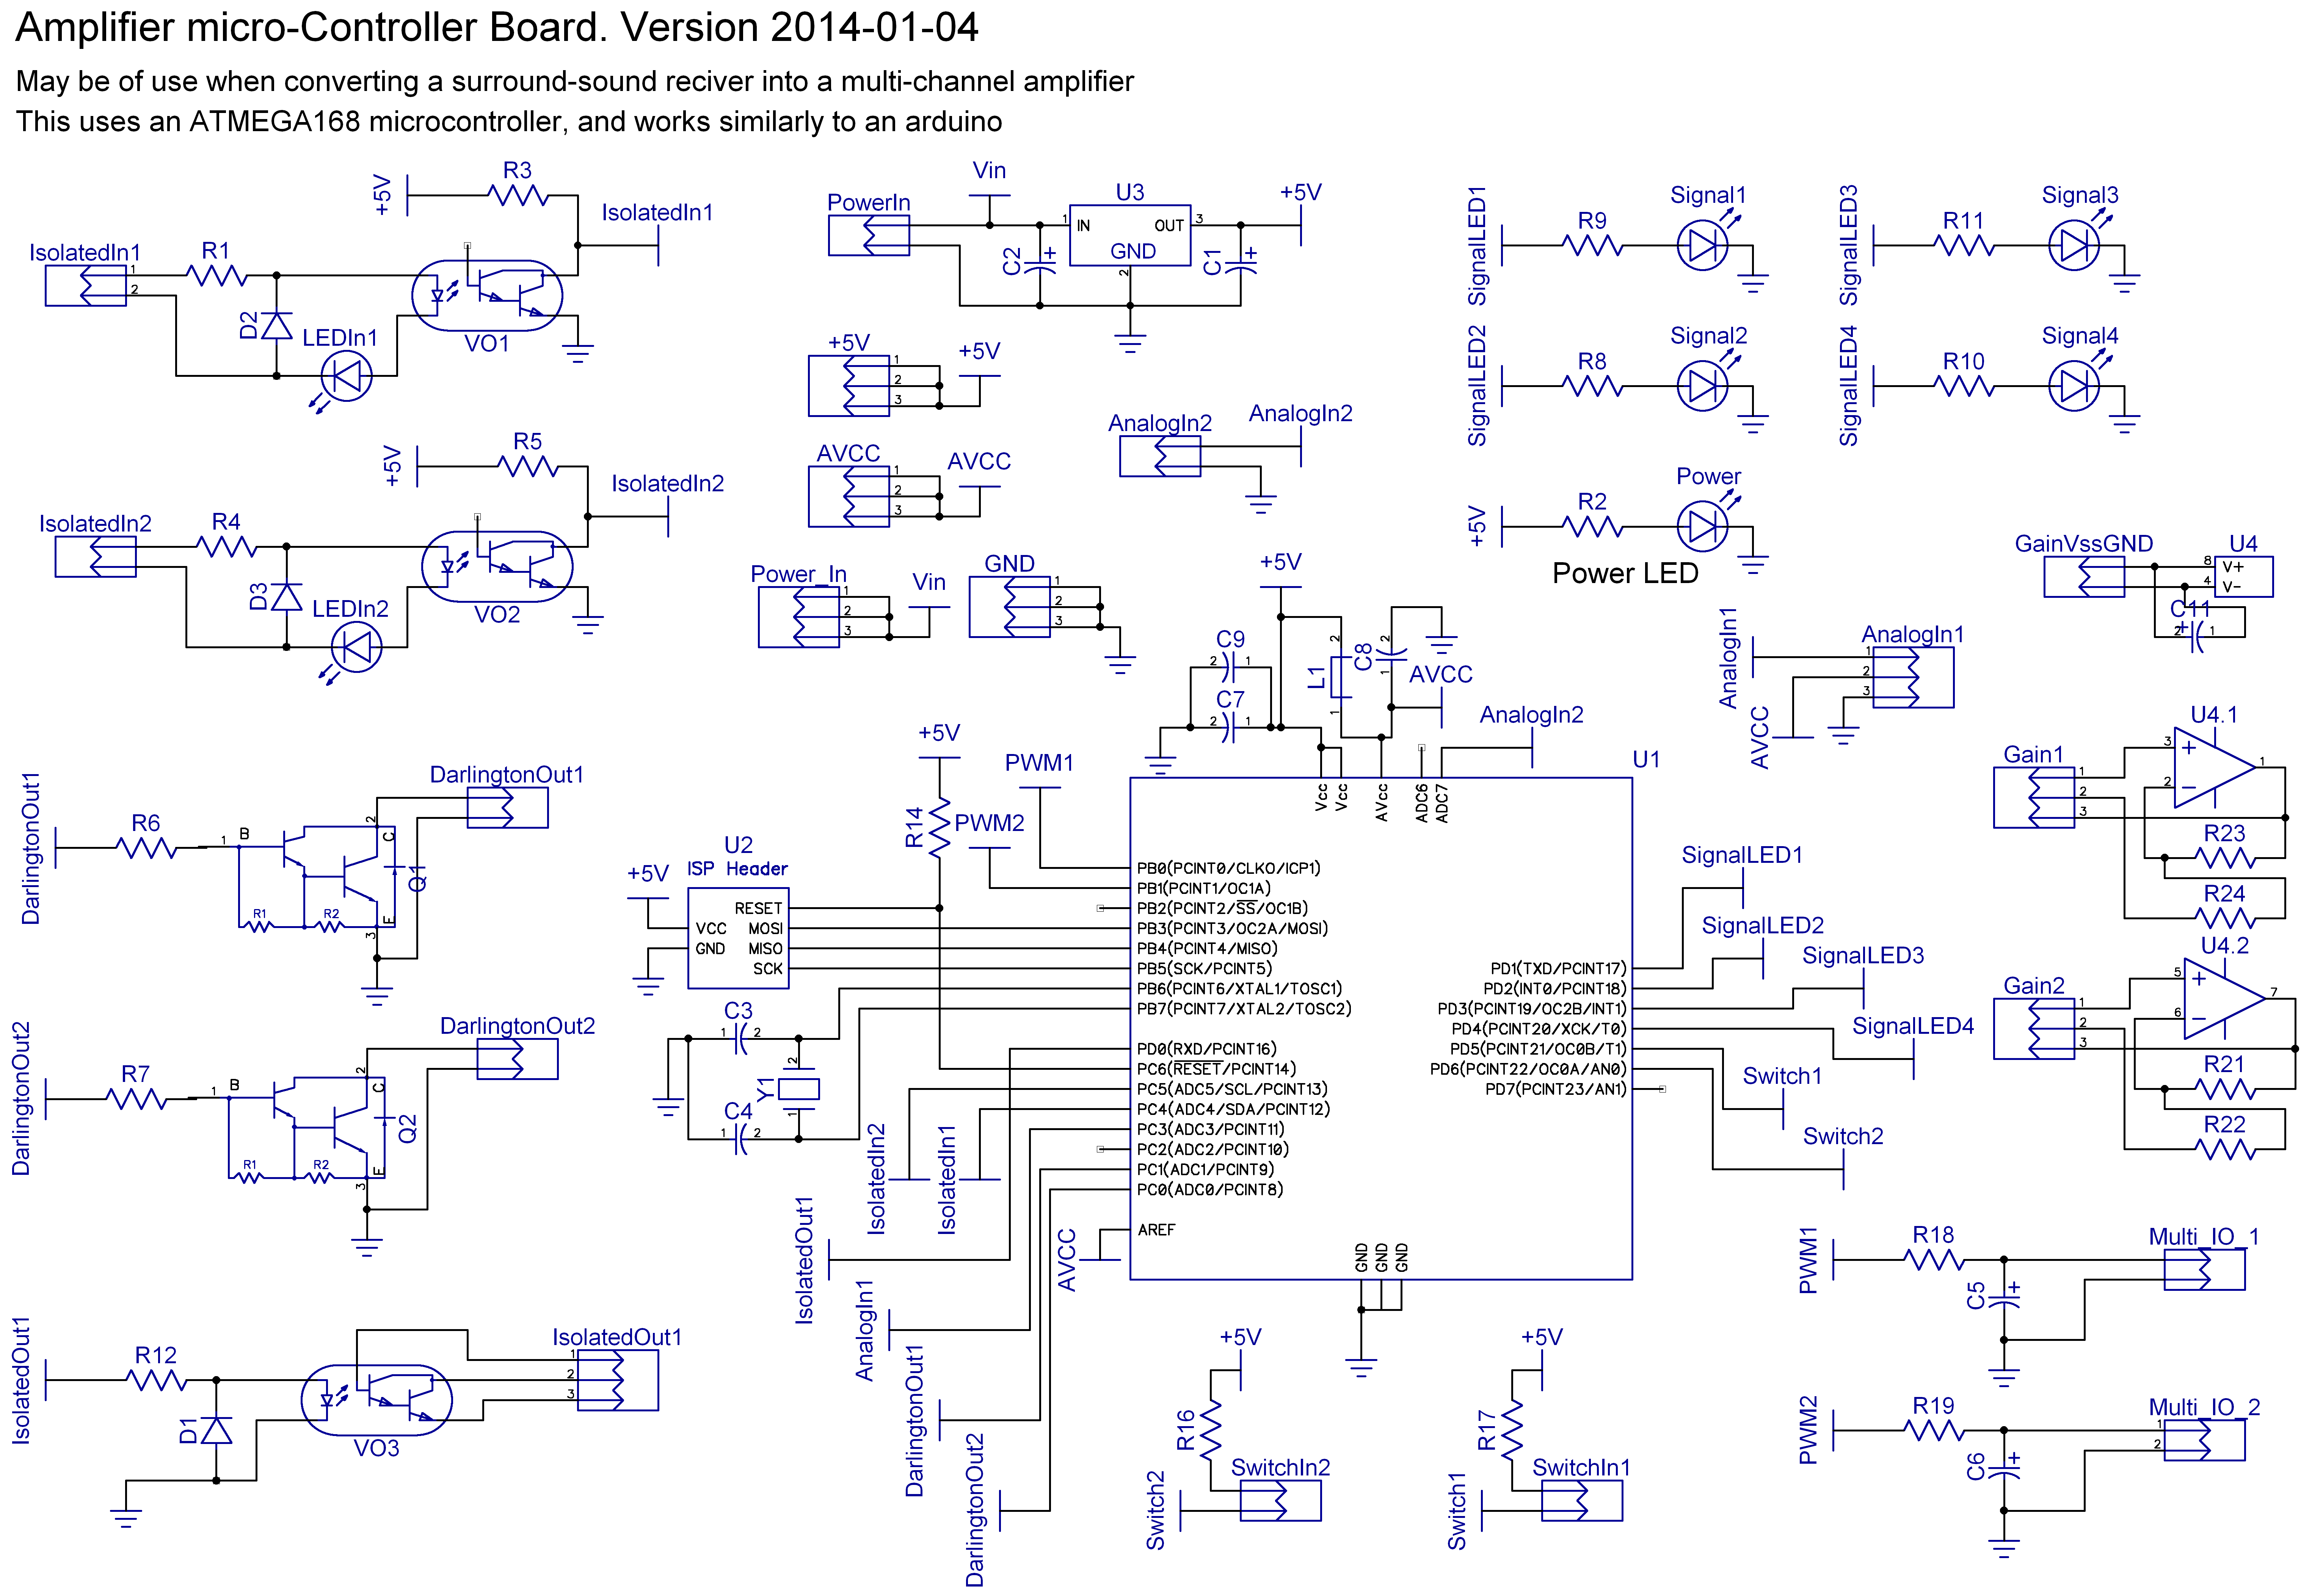 Amplifier micro-Controller Board. Version 2014-01-04
May be of use when converting a surround-sound reciver into a multi-channel amplifier
This uses an ATMEGA168 microcontroller, and works similarly to an arduino
+5V
R3
IsolatedIn1
IsolatedIn1
1
2
R1
D2
LEDIn1
VO1
+5V
R5
IsolatedIn2
IsolatedIn2
R4
D3
LEDIn2
VO2
PowerIn
Vin
U3
1
IN
OUT
3
GND
2
+5V
C2
+
C1
+
+5V
1
2
3
+5V
AVCC
1
2
3
AVCC
AnalogIn2
AnalogIn2
Power_In
1
2
3
Vin
GND
1
2
3
SignalLED1
R9
Signal1
SignalLED3
R11
Signal3
SignalLED2
R8
Signal2
SignalLED4
R10
Signal4
+5V
R2
Power
Power LED
GainVssGND
U4
8
V+
4
V-
C11
+
2
1
AnalogIn1
AnalogIn1
1
2
3
AVCC
+5V
C9
2
1
C7
2
1
L1
2
1
C8
2
1
AVCC
AnalogIn2
U4.1
Gain1
1
2
3
3
+
2
−
1
R23
R24
U4.2
Gain2
1
2
3
5
+
6
−
7
R21
R22
DarlingtonOut1
R6
1
B
2
C
Q1
R1
R2
E
3
DarlingtonOut1
DarlingtonOut2
R7
1
B
2
C
Q2
R1
R2
E
3
DarlingtonOut2
+5V
R14
PWM1
PWM2
U2
ISP Header
+5V
RESET
VCC
MOSI
GND
MISO
SCK
C3
1
2
Y1
2
1
C4
1
2
U1
Vcc
Vcc
AVcc
ADC6
ADC7
PB0(PCINT0/CLKO/ICP1)
PB1(PCINT1/OC1A)
PB2(PCINT2/SS/OC1B)
PB3(PCINT3/OC2A/MOSI)
PB4(PCINT4/MISO)
PB5(SCK/PCINT5)
PB6(PCINT6/XTAL1/TOSC1)
PB7(PCINT7/XTAL2/TOSC2)
PD0(RXD/PCINT16)
PC6(RESET/PCINT14)
PC5(ADC5/SCL/PCINT13)
PC4(ADC4/SDA/PCINT12)
PC3(ADC3/PCINT11)
PC2(ADC2/PCINT10)
PC1(ADC1/PCINT9)
PC0(ADC0/PCINT8)
AREF
GND
GND
GND
PD1(TXD/PCINT17)
PD2(INT0/PCINT18)
PD3(PCINT19/OC2B/INT1)
PD4(PCINT20/XCK/T0)
PD5(PCINT21/OC0B/T1)
PD6(PCINT22/OC0A/AN0)
PD7(PCINT23/AN1)
SignalLED1
SignalLED2
SignalLED3
SignalLED4
Switch1
Switch2
IsolatedIn2
IsolatedIn1
IsolatedOut1
AnalogIn1
DarlingtonOut1
DarlingtonOut2
AVCC
IsolatedOut1
R12
D1
VO3
IsolatedOut1
1
2
3
+5V
R16
SwitchIn2
Switch2
+5V
R17
SwitchIn1
Switch1
PWM1
R18
C5
+
Multi_IO_1
PWM2
R19
C6
+
Multi_IO_2
1
2